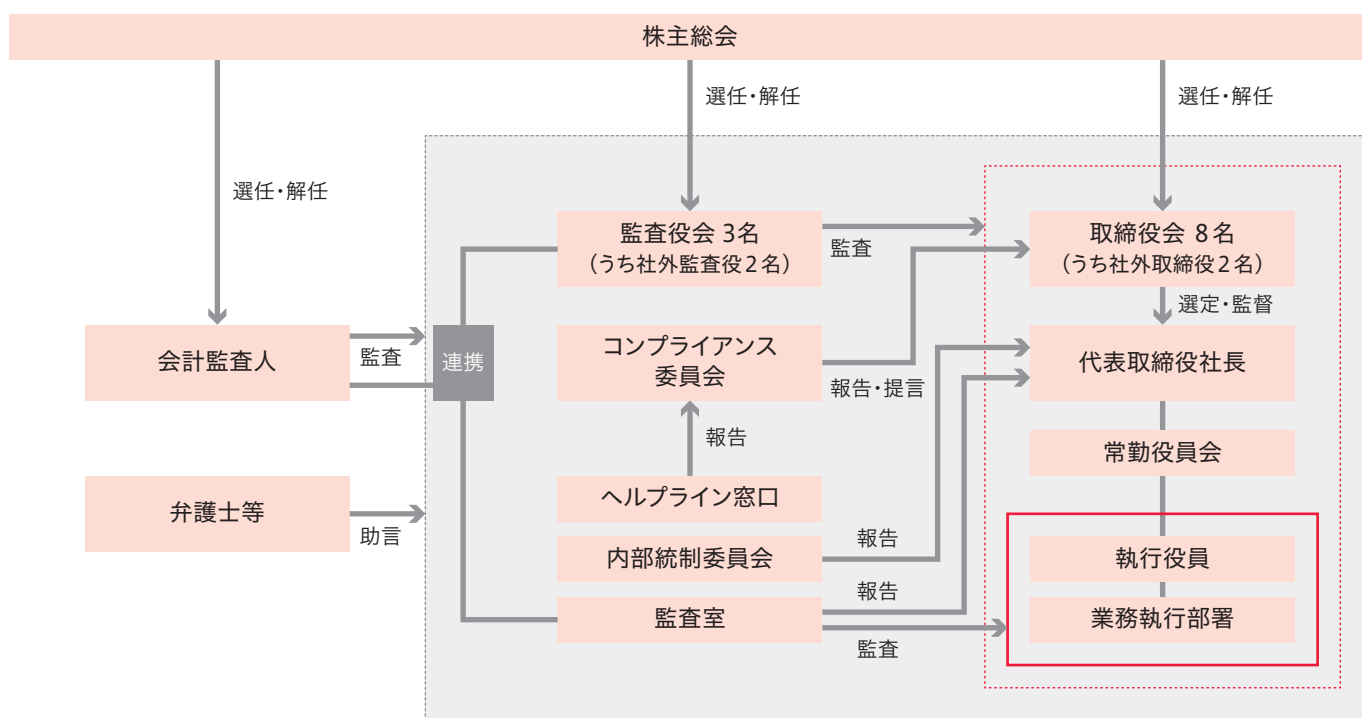 株主総会
選任・解任
選任・解任
選任・解任
監査役会 3名
（うち社外監査役2名）
監査
取締役会 8名
（うち社外取締役2名）
選定・監督
会計監査人
監査
連携
コンプライアンス
委員会
報告・提言
代表取締役社長
報告
常勤役員会
弁護士等
助言
ヘルプライン窓口
内部統制委員会
報告
執行役員
監査室
報告
監査
業務執行部署